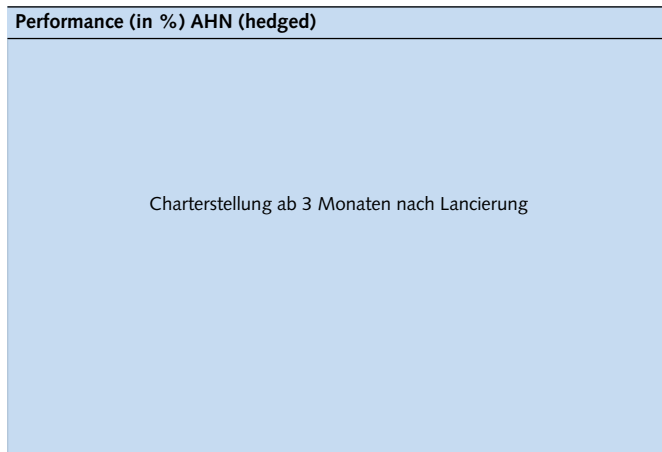 Performance (in %) AHN (hedged)
Charterstellung ab 3 Monaten nach Lancierung